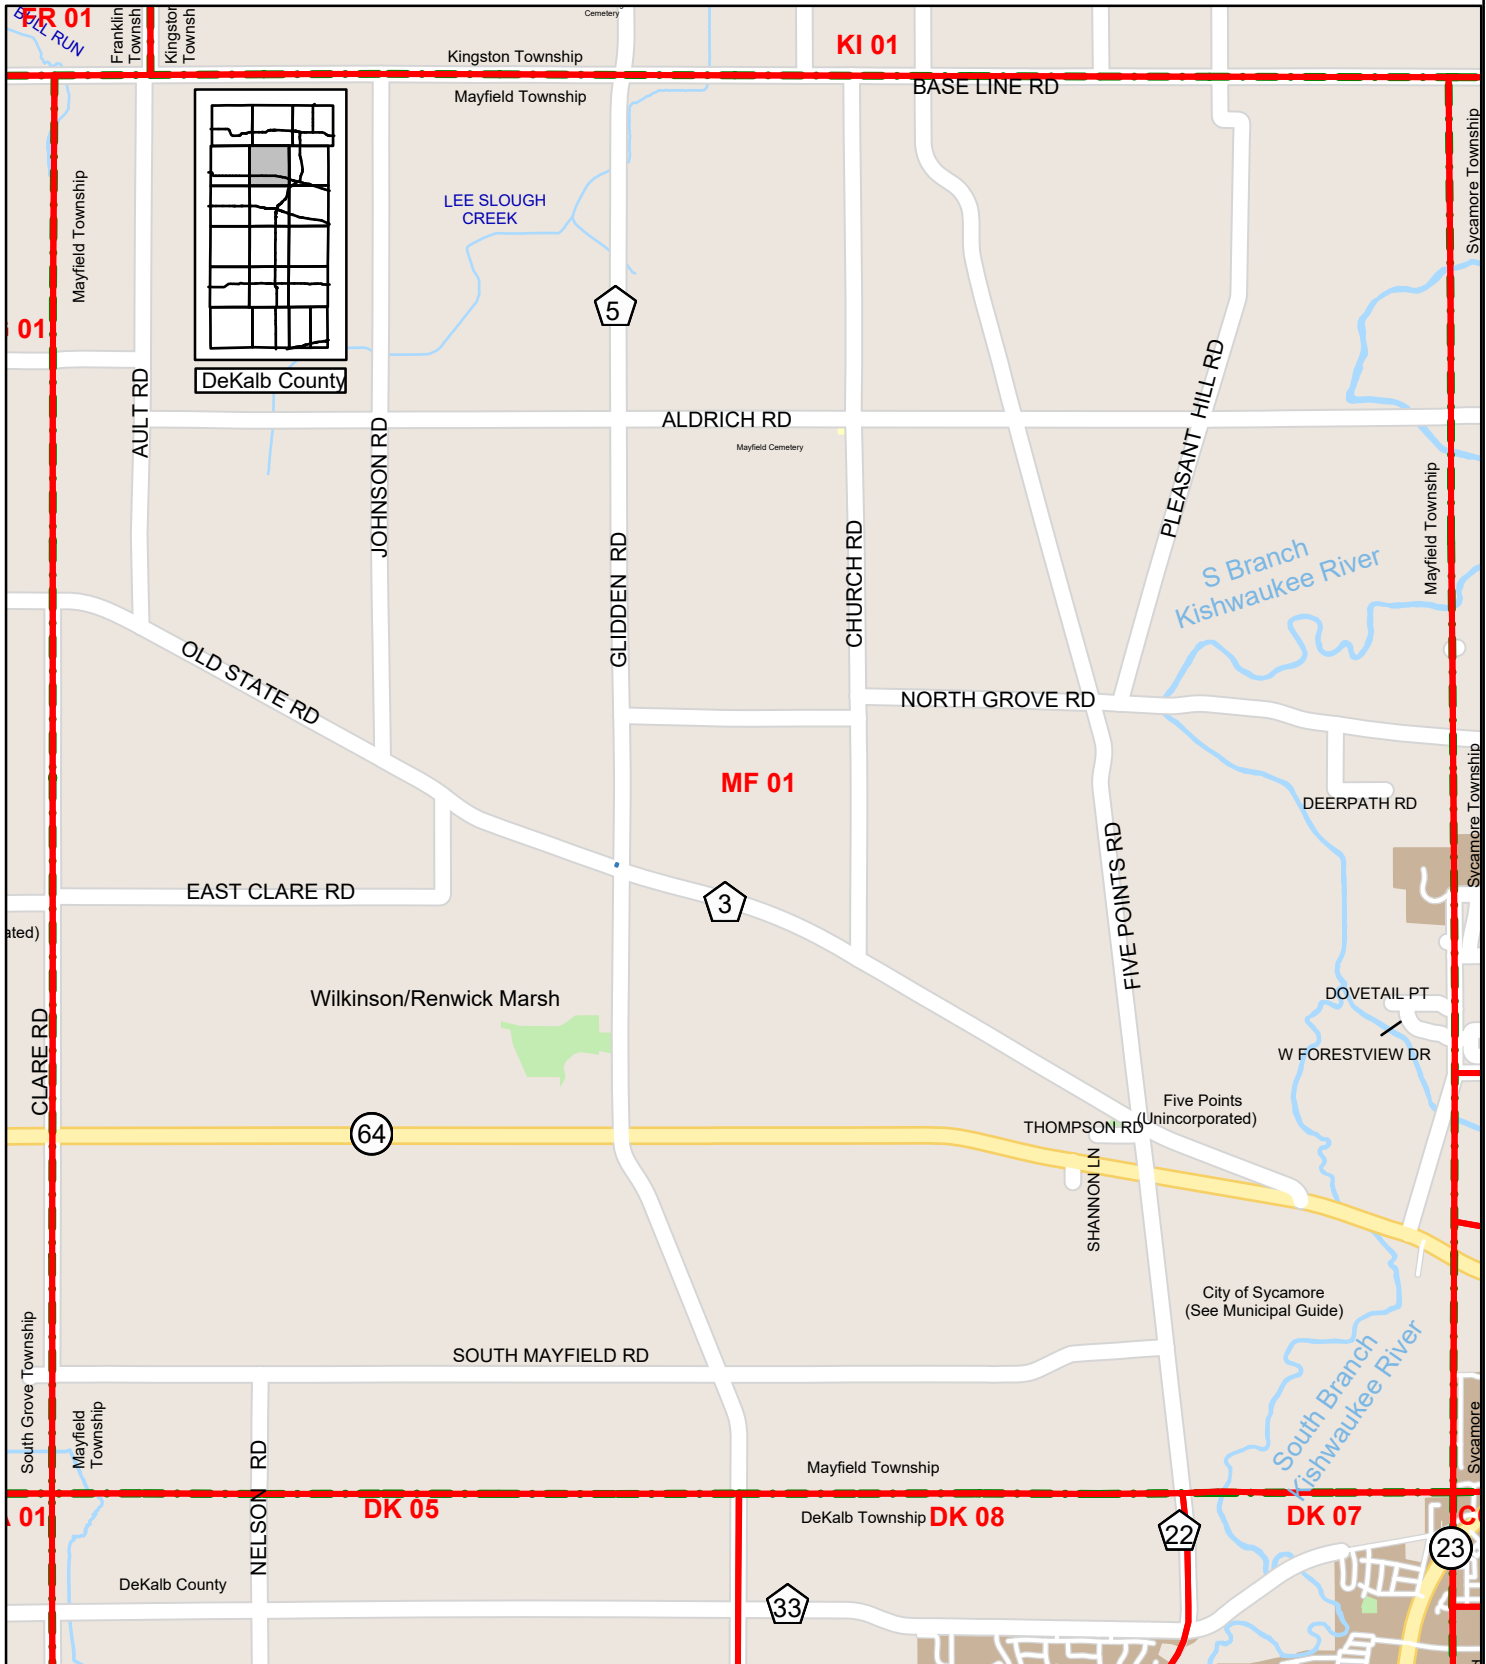 FR 01
BULL RUN
Franklin
Townsh
Kingston
Townsh
Cemetery
Kingston Township
KI 01
BASE LINE RD
Mayfield Township
Mayfield Township
Sycamore Township
LEE SLOUGH
CREEK
5
01
DeKalb County
AULT RD
JOHNSON RD
ALDRICH RD
Mayfield Cemetery
PLEASANT HILL RD
GLIDDEN RD
CHURCH RD
Mayfield Township
S Branch
Kishwaukee River
OLD STATE RD
NORTH GROVE RD
MF 01
DEERPATH RD
Sycamore Township
FIVE POINTS RD
EAST CLARE RD
3
ated)
Wilkinson/Renwick Marsh
DOVETAIL PT
W FORESTVIEW DR
CLARE RD
64
Five Points
(Unincorporated)
THOMPSON RD
SHANNON LN
City of Sycamore
(See Municipal Guide)
South Branch
Kishwaukee River
SOUTH MAYFIELD RD
South Grove Township
Mayfield
Township
Sycamore
NELSON RD
Mayfield Township
01
DK 05
DeKalb Township
DK 08
22
DK 07
23
DeKalb County
33